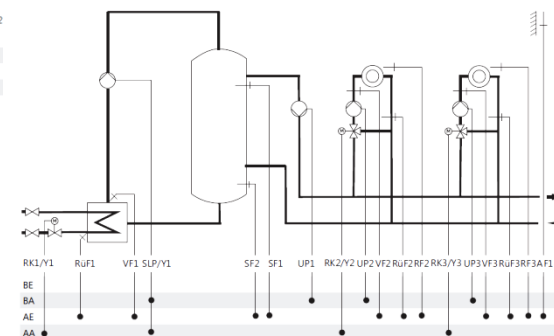 M
M
M
RK1/Y1 RüF1 VF1 SLP/Y1 SF2 SF1 UP1 RK2/Y2 UP2 VF2 RüF2 RF2 RK3/Y3 UP3 VF3 RüF3 RF3 AF1
BE
BA
AE
AA